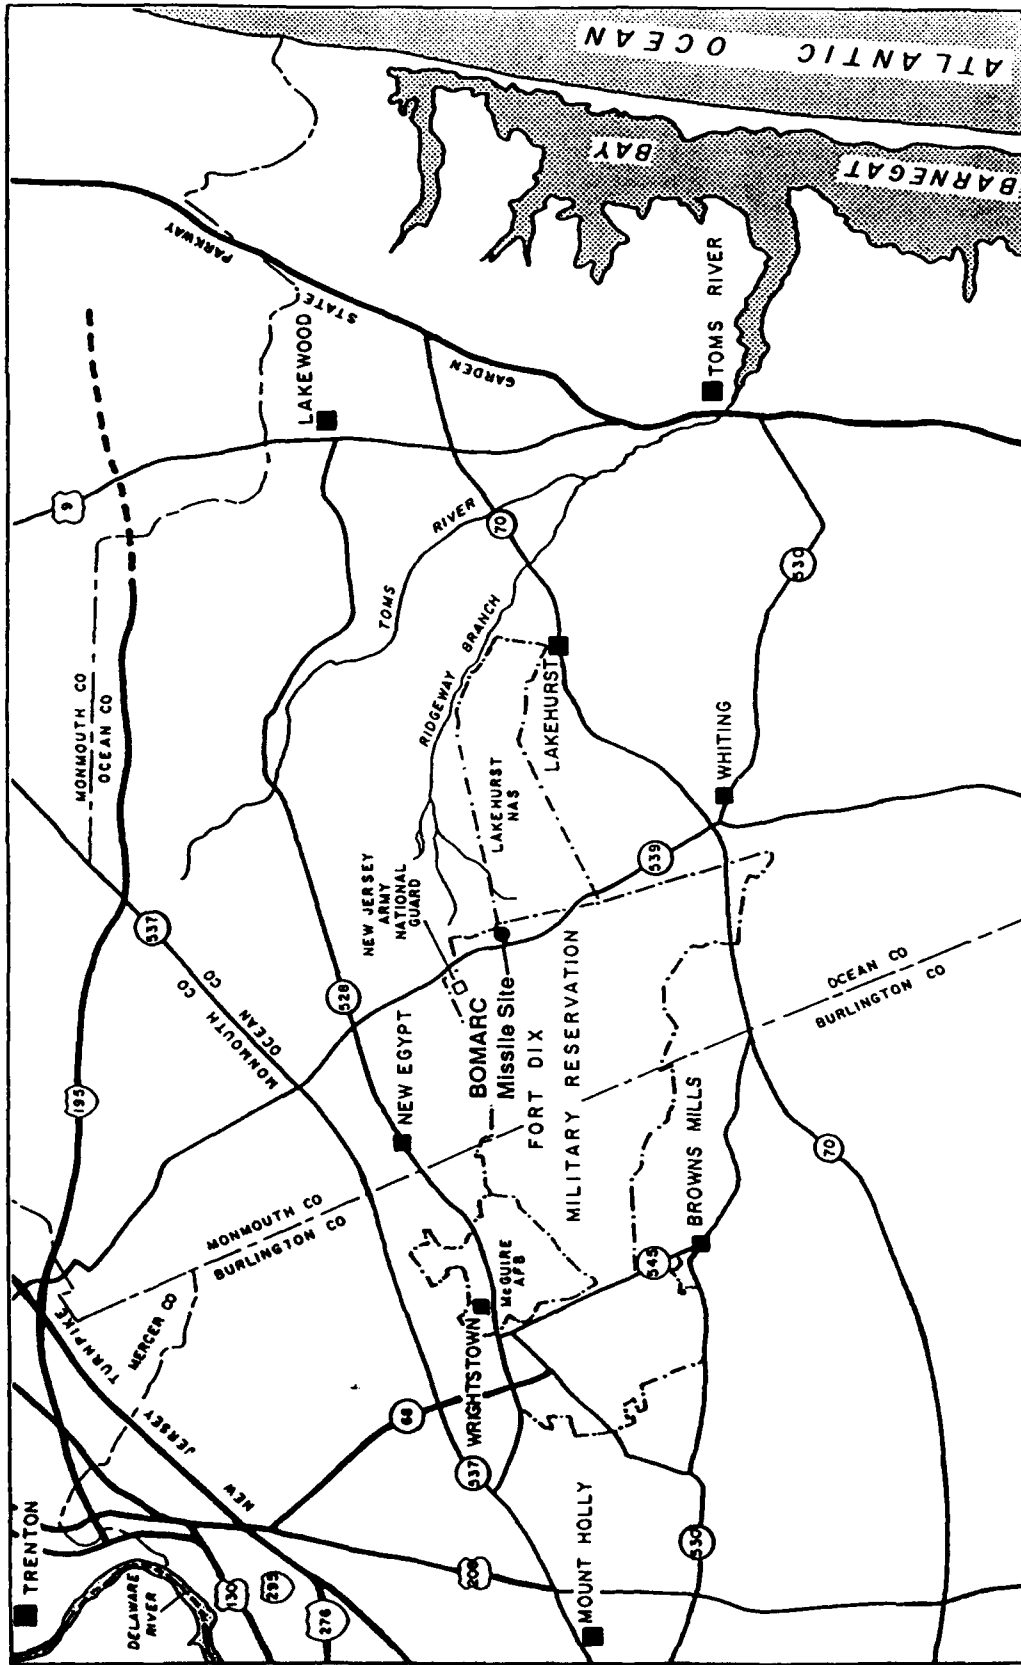 TRENTON
DELAWARE
RIVER
130
295
276
NEW
JERSEY
TURNPIKE
MERCER CO
MONMOUTH CO
BURLINGTON CO
195
68
206
537
MOUNT HOLLY
530
WRIGHTSTOWN
McGUIRE
AFB
545
BROWNS MILLS
NEW EGYPT
528
MONMOUTH CO
OCEAN CO
537
BOMARC
Missile Site
FORT DIX
MILITARY RESERVATION
NEW JERSEY
ARMY
NATIONAL
GUARD
OCEAN CO
BURLINGTON CO
70
539
WHITING
LAKEHURST
NAS
LAKEHURST
RIDGEWAY BRANCH
TOMS RIVER
MONMOUTH CO
OCEAN CO
9
70
530
LAKEWOOD
GARDEN
STATE
PARKWAY
TOMS RIVER
BARNEGAT
BAY
ATLANTIC OCEAN